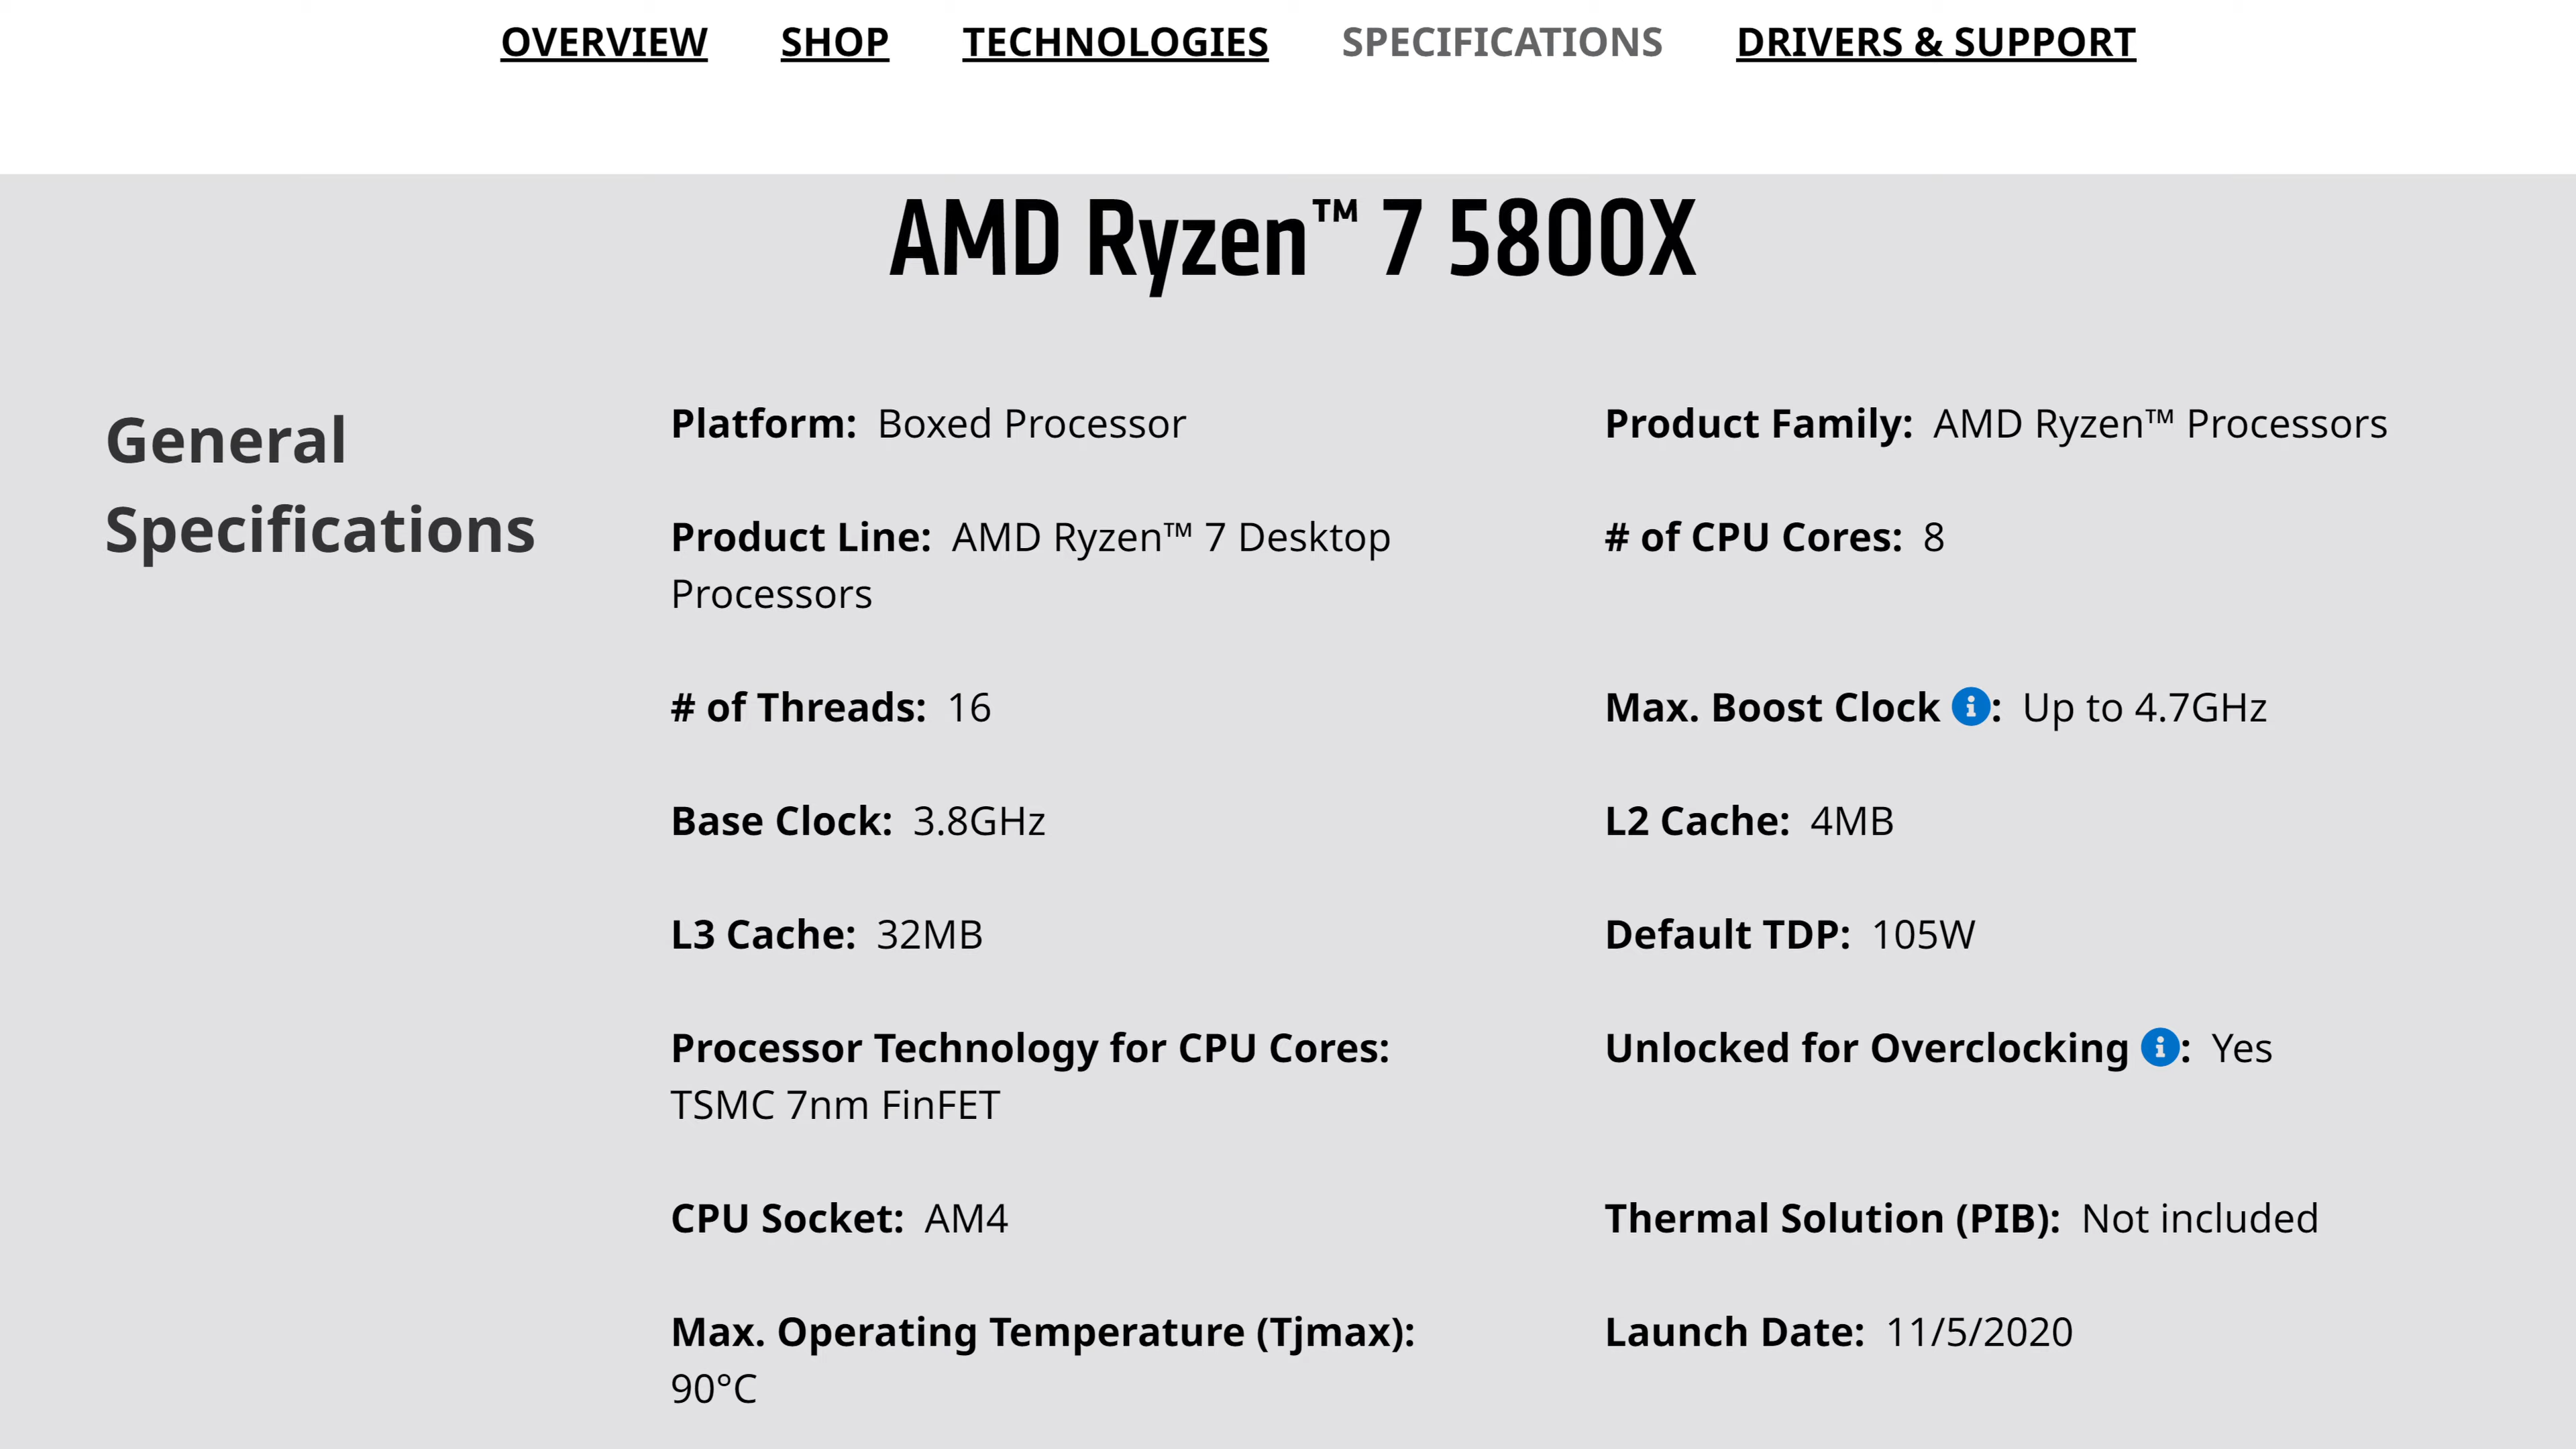 OVERVIEW SHOP TECHNOLOGIES SPECIFICATIONS DRIVERS & SUPPORT
AMD Ryzen™ 7 5800X
General
Specifications
Platform: Boxed Processor
Product Family: AMD Ryzen™ Processors
Product Line: AMD Ryzen™ 7 Desktop
Processors
# of CPU Cores: 8
# of Threads: 16
Max. Boost Clock : Up to 4.7GHz
Base Clock: 3.8GHz
L2 Cache: 4MB
L3 Cache: 32MB
Default TDP: 105W
Processor Technology for CPU Cores:
TSMC 7nm FinFET
Unlocked for Overclocking : Yes
CPU Socket: AM4
Thermal Solution (PIB): Not included
Max. Operating Temperature (Tjmax):
90°C
Launch Date: 11/5/2020